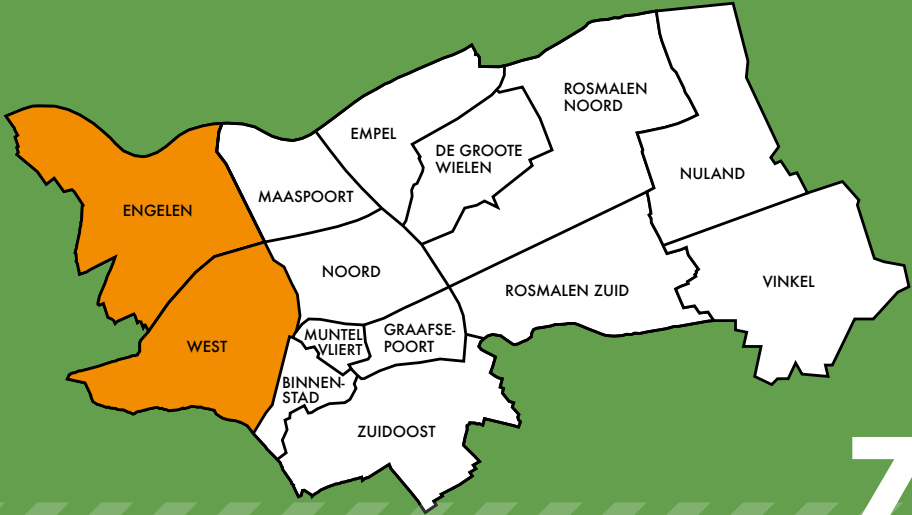 ROSMALEN
NOORD
EMPEL
DE GROOTE
WIELEN
NULAND
MAASPOORT
ENGELEN
NOORD
VINKEL
ROSMALEN ZUID
MUNTEL
VLIERT
GRAAFSE-
POORT
WEST
BINNEN-
STAD
ZUIDOOST
7